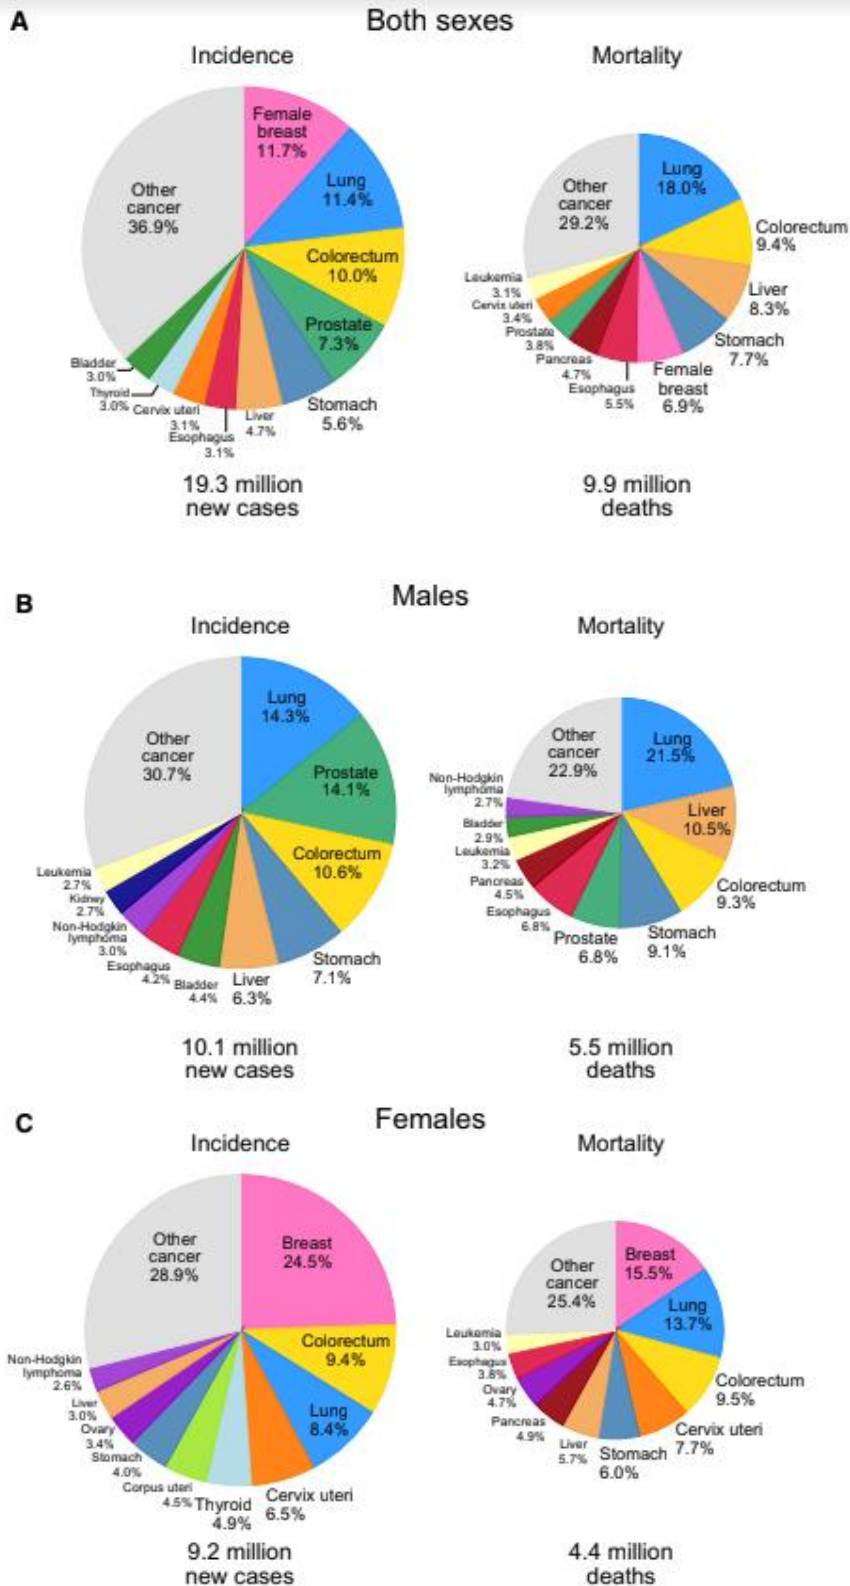 A
Both sexes
Incidence
Mortality
Female
breast
11.7%
Lung
11.4%
Colorectum
10.0%
Prostate
7.3%
Stomach
5.6%
Liver
4.7%
Esophagus
3.1%
Cervix uteri
3.1%
Thyroid
3.0%
Bladder
3.0%
Other
cancer
36.9%
19.3 million
new cases
Lung
18.0%
Colorectum
9.4%
Liver
8.3%
Stomach
7.7%
Female
breast
6.9%
Esophagus
5.5%
Pancreas
4.7%
Prostate
3.8%
Cervix uteri
3.4%
Leukemia
3.1%
Other
cancer
29.2%
9.9 million
deaths
B
Males
Incidence
Mortality
Lung
14.3%
Prostate
14.1%
Colorectum
10.6%
Stomach
7.1%
Liver
6.3%
Bladder
4.4%
Esophagus
4.2%
Non-Hodgkin
lymphoma
3.0%
Kidney
2.7%
Leukemia
2.7%
Other
cancer
30.7%
10.1 million
new cases
Lung
21.5%
Liver
10.5%
Colorectum
9.3%
Stomach
9.1%
Prostate
6.8%
Esophagus
6.8%
Pancreas
4.5%
Leukemia
3.2%
Bladder
2.9%
Non-Hodgkin
lymphoma
2.7%
Other
cancer
22.9%
5.5 million
deaths
C
Females
Incidence
Mortality
Breast
24.5%
Colorectum
9.4%
Lung
8.4%
Cervix uteri
6.5%
Thyroid
4.9%
Corpus uteri
4.5%
Stomach
4.0%
Ovary
3.4%
Liver
3.0%
Non-Hodgkin
lymphoma
2.6%
Other
cancer
28.9%
9.2 million
new cases
Breast
15.5%
Lung
13.7%
Colorectum
9.5%
Cervix uteri
7.7%
Stomach
6.0%
Liver
5.7%
Pancreas
4.9%
Ovary
4.7%
Esophagus
3.8%
Leukemia
3.0%
Other
cancer
25.4%
4.4 million
deaths